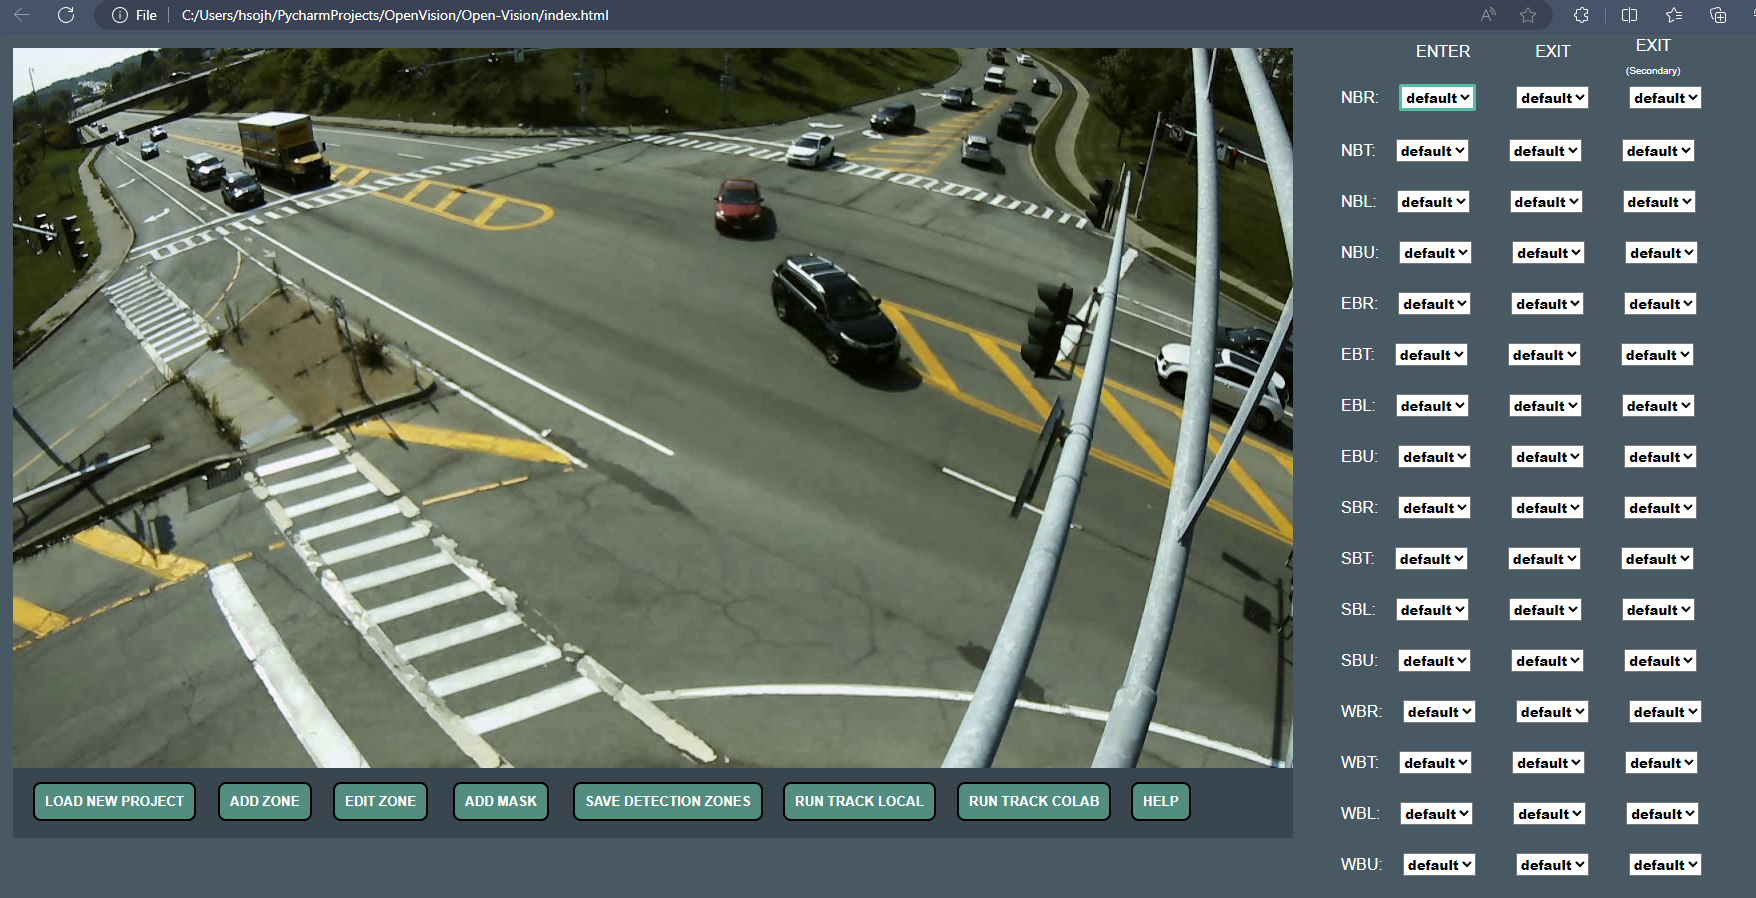 File C:/Users/hsojh/PycharmProjects/OpenVision/Open-Vision/index.html
ENTER EXIT EXIT
(Secondary)
NBR: default default default
NBT: default default default
NBL: default default default
NBU: default default default
EBR: default default default
EBT: default default default
EBL: default default default
EBU: default default default
SBR: default default default
SBT: default default default
SBL: default default default
SBU: default default default
WBR: default default default
WBT: default default default
WBL: default default default
WBU: default default default
LOAD NEW PROJECT ADD ZONE EDIT ZONE ADD MASK SAVE DETECTION ZONES RUN TRACK LOCAL RUN TRACK COLAB HELP